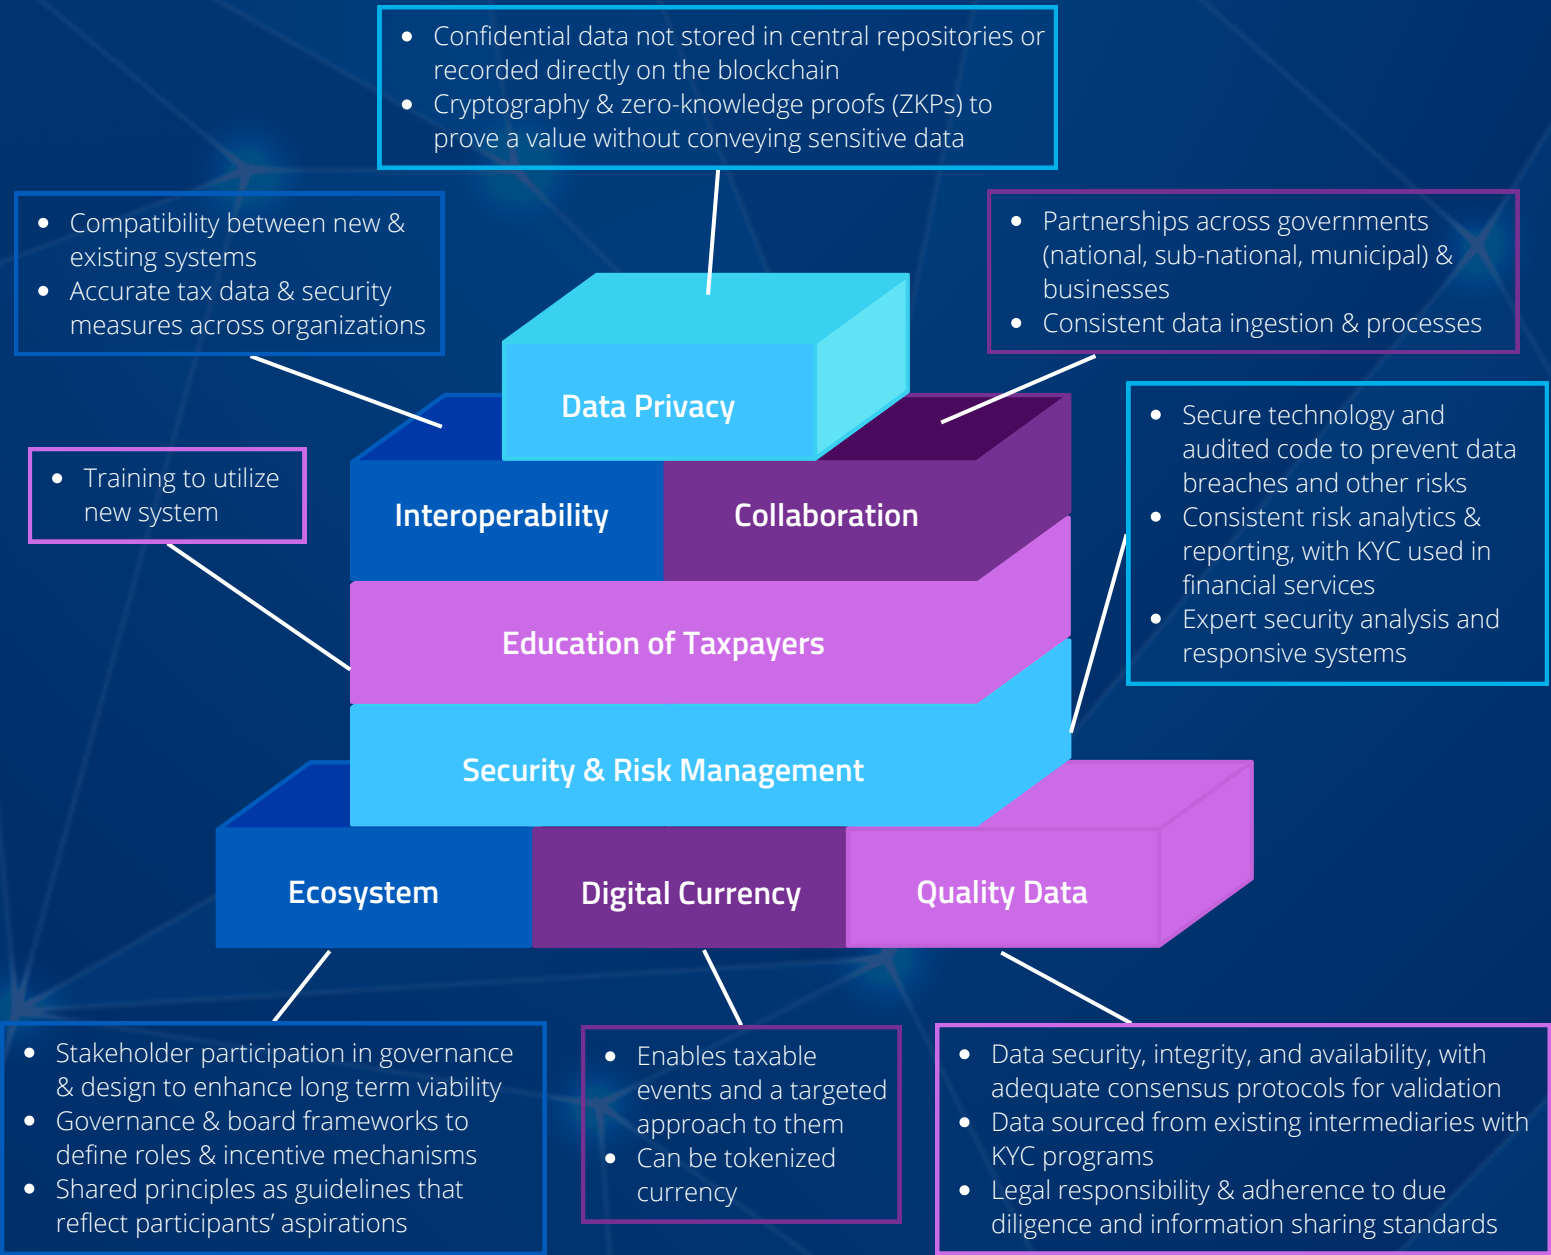 • Confidential data not stored in central repositories or
recorded directly on the blockchain
• Cryptography & zero-knowledge proofs (ZKPs) to
prove a value without conveying sensitive data
• Compatibility between new &
existing systems
• Accurate tax data & security
measures across organizations
• Partnerships across governments
(national, sub-national, municipal) &
businesses
• Consistent data ingestion & processes
Data Privacy
• Training to utilize
new system
Interoperability
Collaboration
• Secure technology and
audited code to prevent data
breaches and other risks
• Consistent risk analytics &
reporting, with KYC used in
financial services
• Expert security analysis and
responsive systems
Education of Taxpayers
Security & Risk Management
Ecosystem
Digital Currency
Quality Data
• Stakeholder participation in governance
& design to enhance long term viability
• Governance & board frameworks to
define roles & incentive mechanisms
• Shared principles as guidelines that
reflect participants’ aspirations
• Enables taxable
events and a targeted
approach to them
• Can be tokenized
currency
• Data security, integrity, and availability, with
adequate consensus protocols for validation
• Data sourced from existing intermediaries with
KYC programs
• Legal responsibility & adherence to due
diligence and information sharing standards